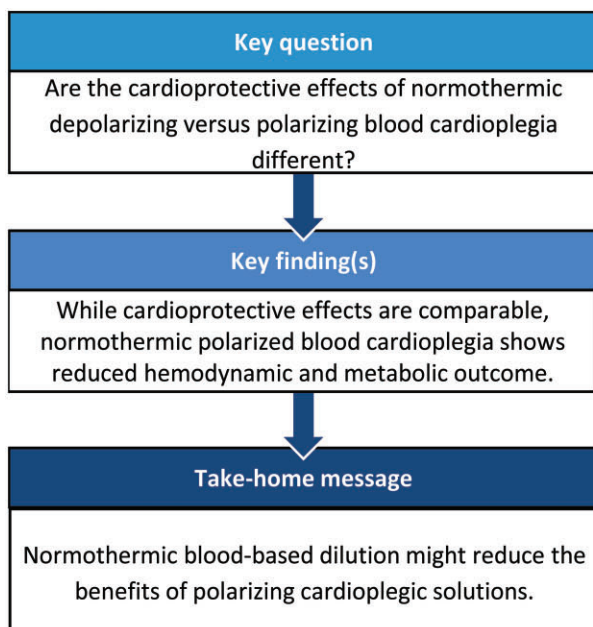 Key question
Are the cardioprotective effects of normothermic
depolarizing versus polarizing blood cardioplegia
different?
Key finding(s)
While cardioprotective effects are comparable,
normothermic polarized blood cardioplegia shows
reduced hemodynamic and metabolic outcome.
Take-home message
Normothermic blood-based dilution might reduce the
benefits of polarizing cardioplegic solutions.